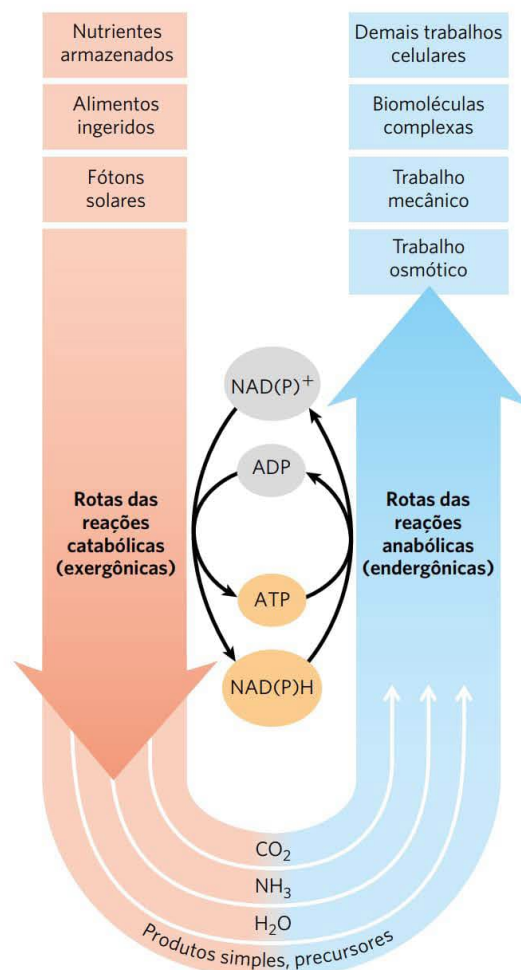 Nutrientes
armazenados
Alimentos
ingeridos
Fótons
solares
Demais trabalhos
celulares
Biomoléculas
complexas
Trabalho
mecânico
Trabalho
osmótico
NAD(P)⁺
ADP
ATP
NAD(P)H
Rotas das
reações
catabólicas
(exergônicas)
Rotas das
reações
anabólicas
(endergônicas)
CO₂
NH₃
H₂O
Produtos simples, precursores